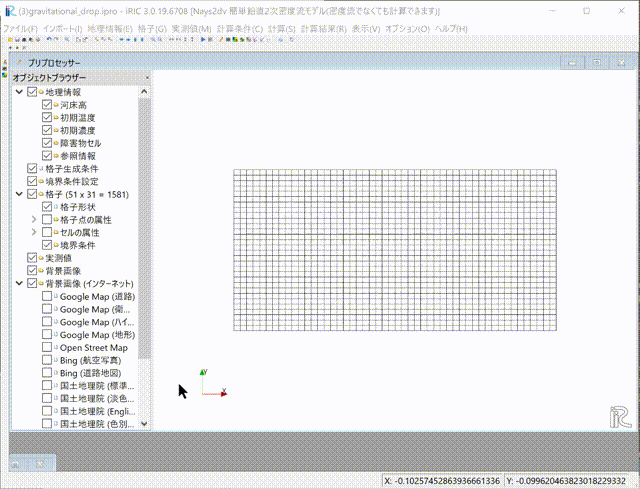 (3)gravitational_drop.ipro - iRIC 3.0 19.6708 [Nays2dv 簡単鉛直2次密度流モデル(密度流でなくても計算できます)]
ファイル(F) インポート(I) 地理情報(E) 格子(G) 実測値(M) 計算条件(C) 計算(S) 計算結果(R) 表示(V) オプション(O) ヘルプ(H)
プリプロセッサー
オブジェクトブラウザー
地理情報
河床高
初期温度
初期濃度
障害物セル
参照情報
格子生成条件
境界条件設定
格子 (51 x 31 = 1581)
格子形状
格子点の属性
セルの属性
境界条件
実測値
背景画像
背景画像 (インターネット)
Google Map (道路)
Google Map (衛...
Google Map (ハイ...
Google Map (地形)
Open Street Map
Bing (航空写真)
Bing (道路地図)
国土地理院 (標準...
国土地理院 (淡色...
国土地理院 (Engli...
国土地理院 (色別...
Y
X
iRC
X: -0.10257452863936661336 Y: -0.099620463823018229332